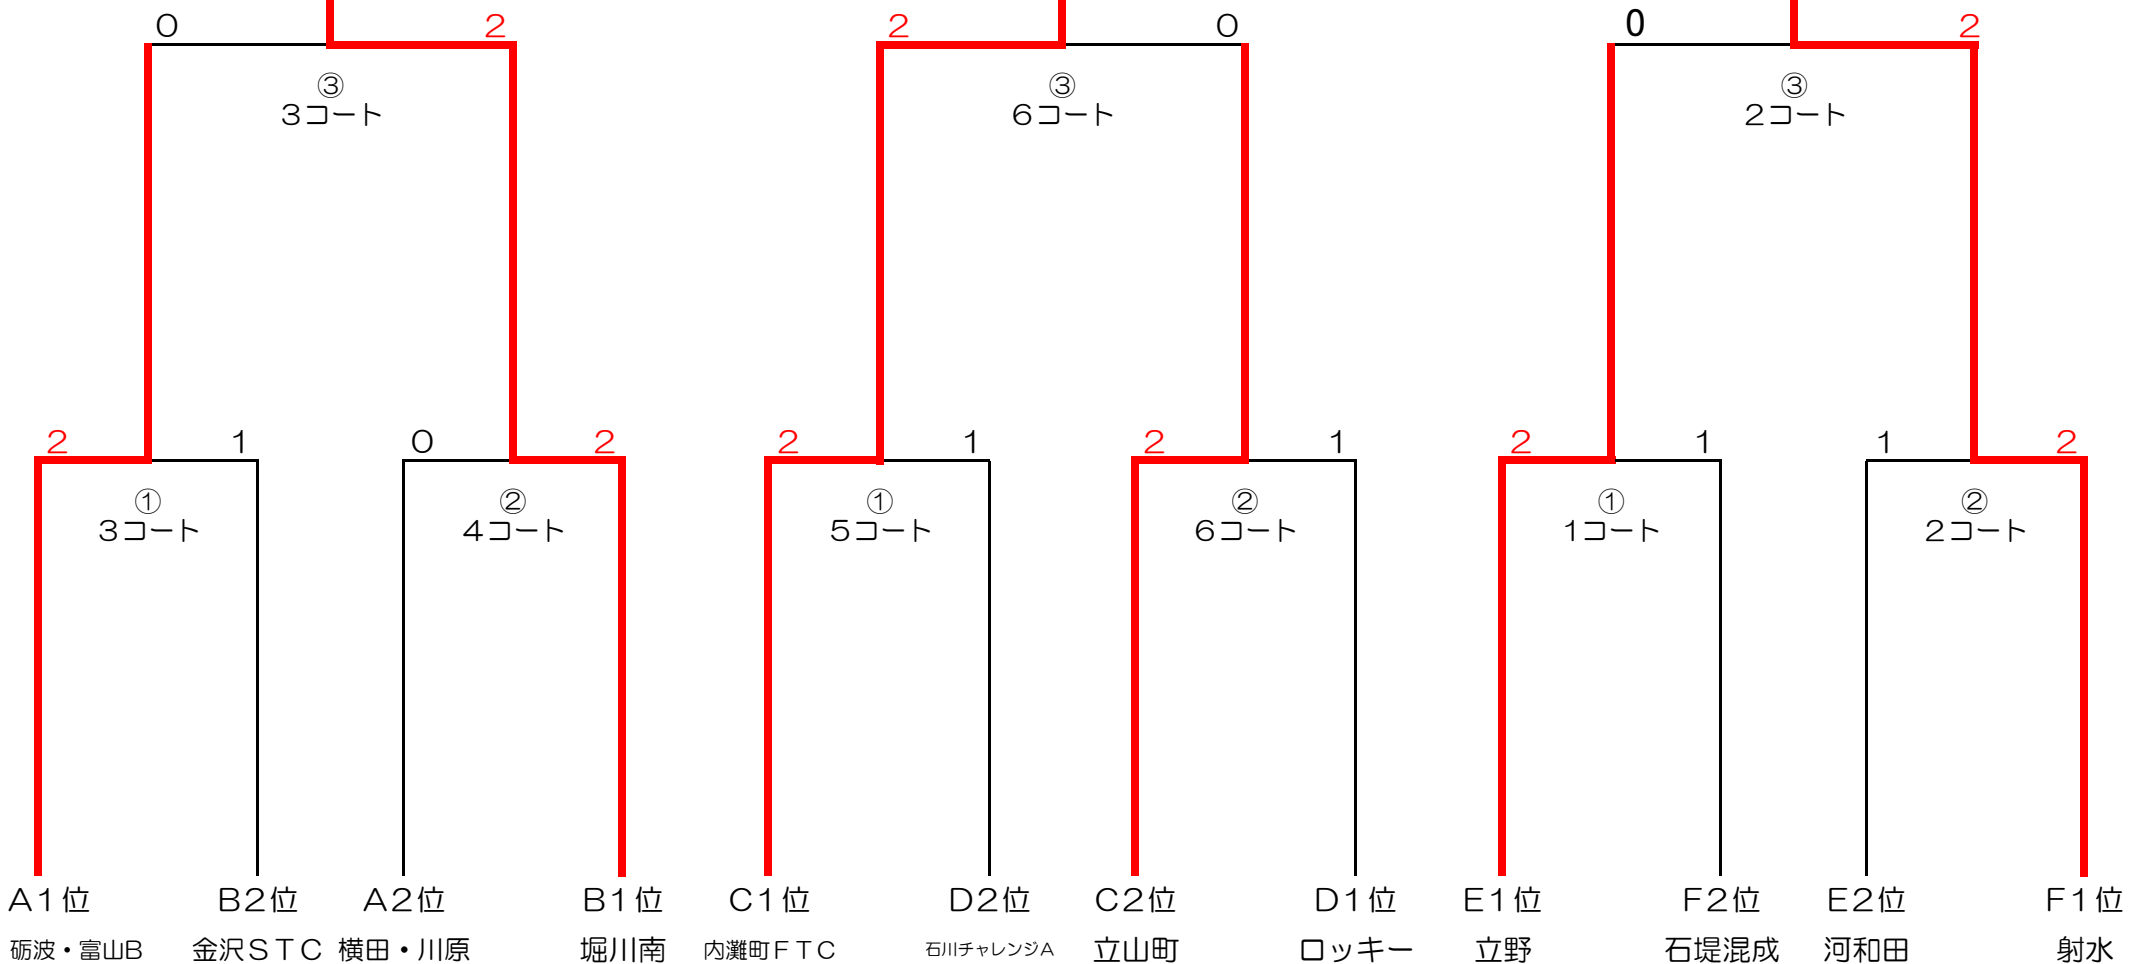 ０ ２ ２ ０ 0 ２
③ ③ ③
３コート ６コート ２コート
２ １ ０ ２ ２ １ ２ １ ２ １ １ ２
① ② ① ② ① ②
３コート ４コート ５コート ６コート １コート ２コート
Ａ１位 Ｂ２位 Ａ２位 Ｂ１位 Ｃ１位 Ｄ２位 Ｃ２位 Ｄ１位 Ｅ１位 Ｆ２位 Ｅ２位 Ｆ１位
砺波・富山Ｂ 金沢ＳＴＣ 横田・川原 堀川南 内灘町ＦＴＣ 石川チャレンジＡ 立山町 ロッキー 立野 石堤混成 河和田 射水